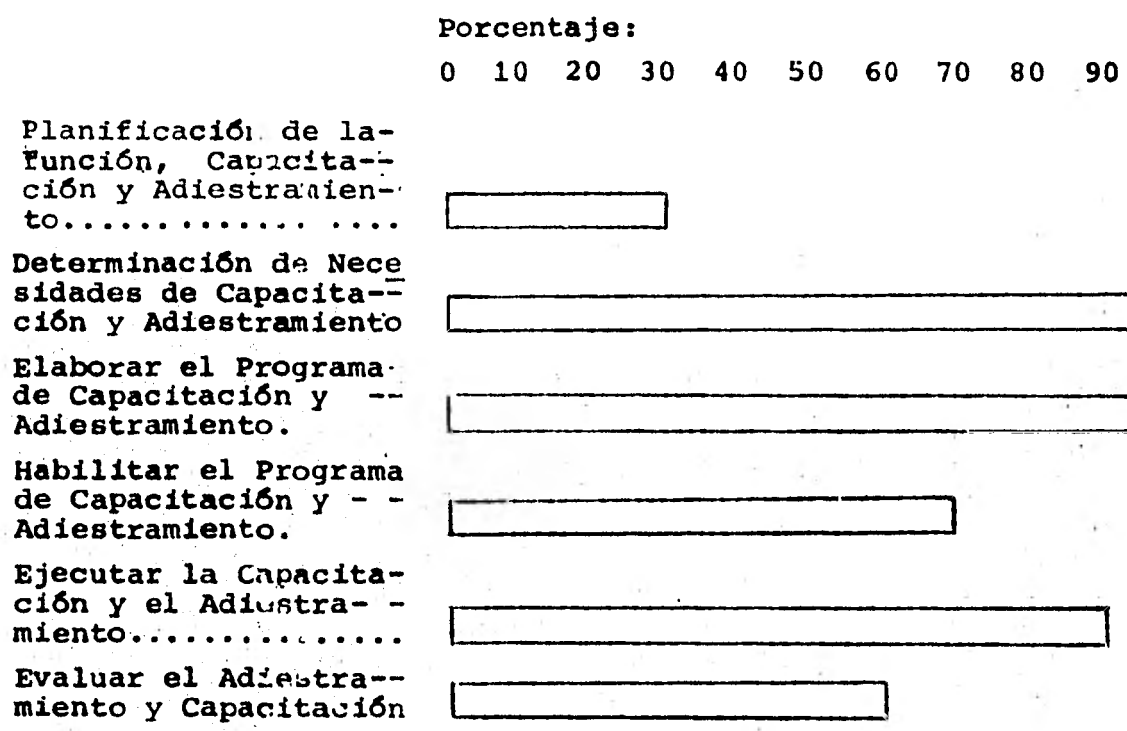 Porcentaje:
0 10 20 30 40 50 60 70 80 90
Planificación de la-
función, Capacita--
ción y Adiestramien-
to.................
Determinación de Nece
sidades de Capacita--
ción y Adiestramiento
Elaborar el Programa
de Capacitación y --
Adiestramiento.
Habilitar el Programa
de Capacitación y - -
Adiestramiento.
Ejecutar la Capacita-
ción y el Adiestra- -
miento...............
Evaluar el Adiestra--
miento y Capacitación